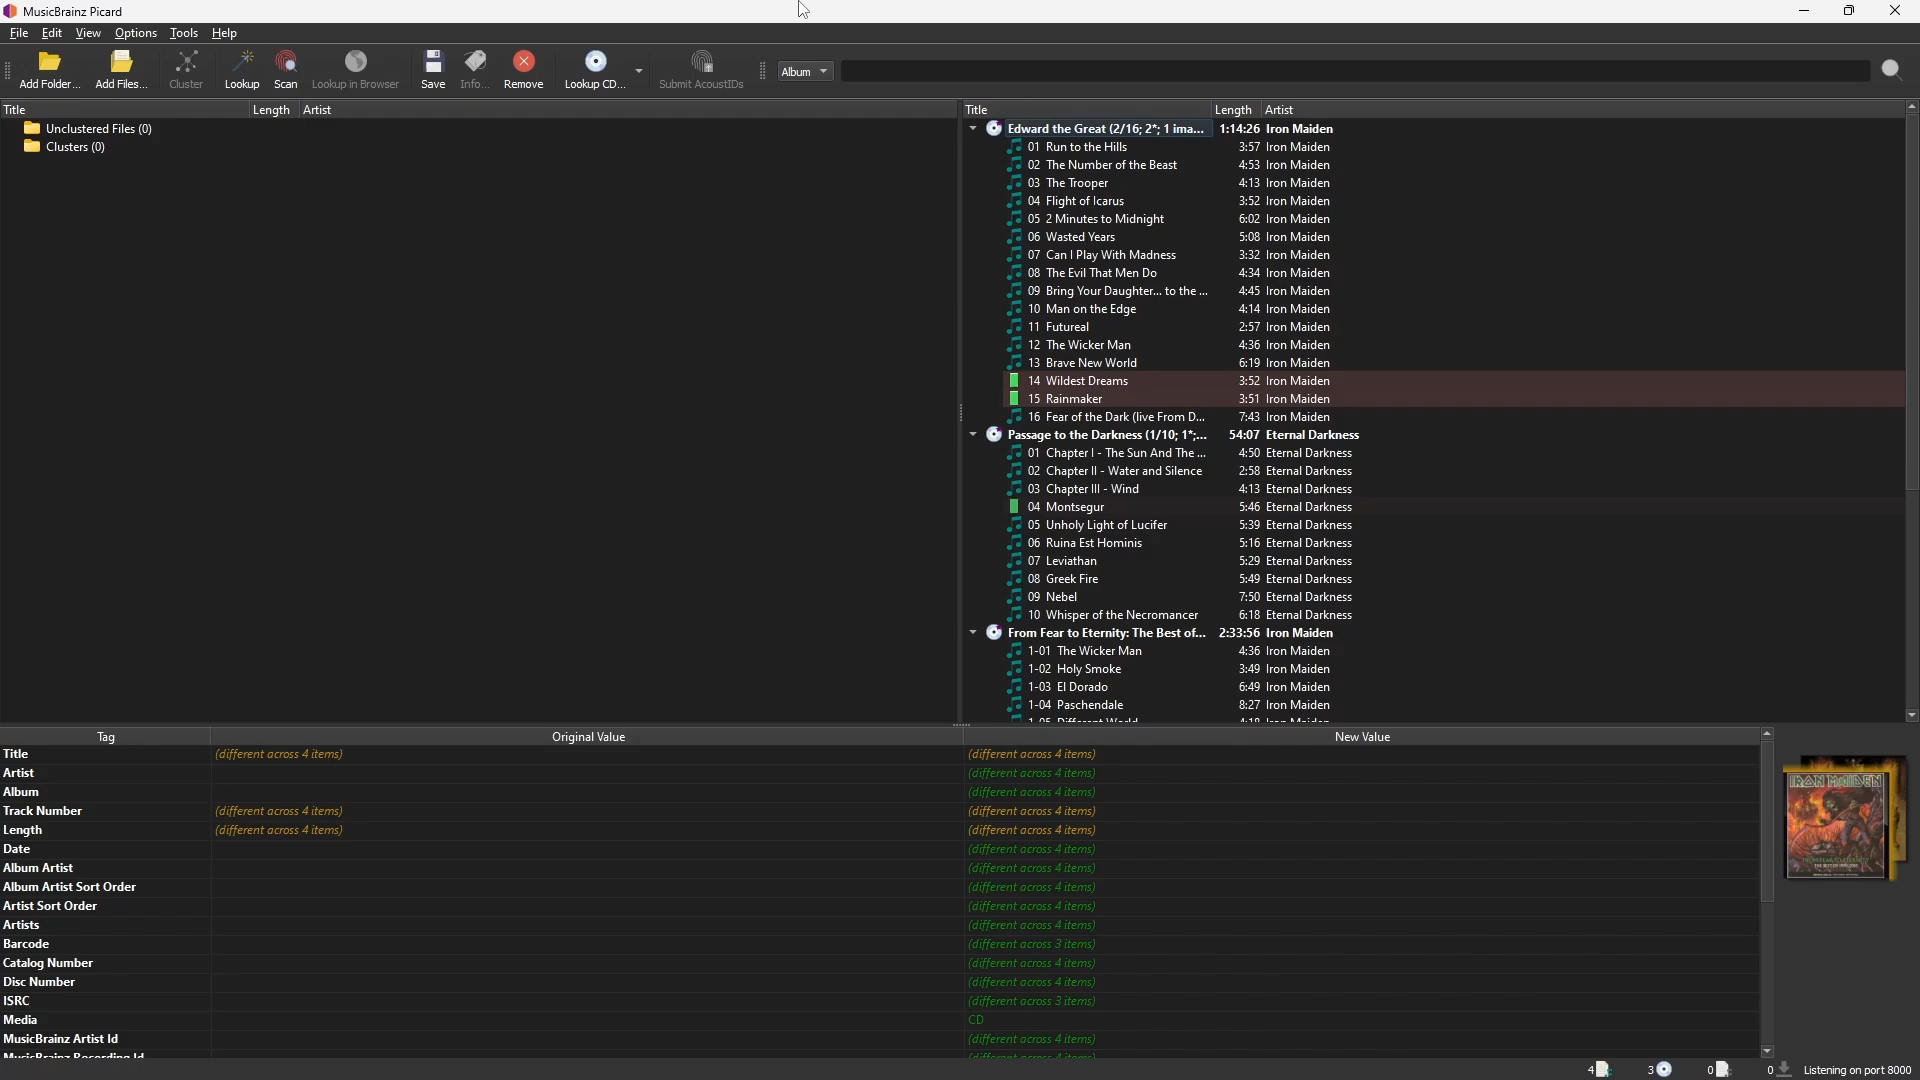 MusicBrainz Picard
File Edit View Options Tools Help
Add Folder... Add Files... Cluster Lookup Scan Lookup in Browser Save Info... Remove Lookup CD... Submit AcoustIDs Album
Title Length Artist
Unclustered Files (0)
Clusters (0)
Title Length Artist
Edward the Great (2/16; 2*; 1 ima... 1:14:26 Iron Maiden
01 Run to the Hills 3:57 Iron Maiden
02 The Number of the Beast 4:53 Iron Maiden
03 The Trooper 4:13 Iron Maiden
04 Flight of Icarus 3:52 Iron Maiden
05 2 Minutes to Midnight 6:02 Iron Maiden
06 Wasted Years 5:08 Iron Maiden
07 Can I Play With Madness 3:32 Iron Maiden
08 The Evil That Men Do 4:34 Iron Maiden
09 Bring Your Daughter... to the ... 4:45 Iron Maiden
10 Man on the Edge 4:14 Iron Maiden
11 Futureal 2:57 Iron Maiden
12 The Wicker Man 4:36 Iron Maiden
13 Brave New World 6:19 Iron Maiden
14 Wildest Dreams 3:52 Iron Maiden
15 Rainmaker 3:51 Iron Maiden
16 Fear of the Dark (live From D... 7:43 Iron Maiden
Passage to the Darkness (1/10; 1*;... 54:07 Eternal Darkness
01 Chapter I - The Sun And The ... 4:50 Eternal Darkness
02 Chapter II - Water and Silence 2:58 Eternal Darkness
03 Chapter III - Wind 4:13 Eternal Darkness
04 Montsegur 5:46 Eternal Darkness
05 Unholy Light of Lucifer 5:39 Eternal Darkness
06 Ruina Est Hominis 5:16 Eternal Darkness
07 Leviathan 5:29 Eternal Darkness
08 Greek Fire 5:49 Eternal Darkness
09 Nebel 7:50 Eternal Darkness
10 Whisper of the Necromancer 6:18 Eternal Darkness
From Fear to Eternity: The Best of... 2:33:56 Iron Maiden
1-01 The Wicker Man 4:36 Iron Maiden
1-02 Holy Smoke 3:49 Iron Maiden
1-03 El Dorado 6:49 Iron Maiden
1-04 Paschendale 8:27 Iron Maiden
1-05 Different World 4:18 Iron Maiden
Tag Original Value New Value
Title (different across 4 items) (different across 4 items)
Artist (different across 4 items)
Album (different across 4 items)
Track Number (different across 4 items) (different across 4 items)
Length (different across 4 items) (different across 4 items)
Date (different across 4 items)
Album Artist (different across 4 items)
Album Artist Sort Order (different across 4 items)
Artist Sort Order (different across 4 items)
Artists (different across 4 items)
Barcode (different across 3 items)
Catalog Number (different across 4 items)
Disc Number (different across 4 items)
ISRC (different across 3 items)
Media CD
MusicBrainz Artist Id (different across 4 items)
MusicBrainz Recording Id (different across 4 items)
IRON MAIDEN
4 3 0 0 Listening on port 8000